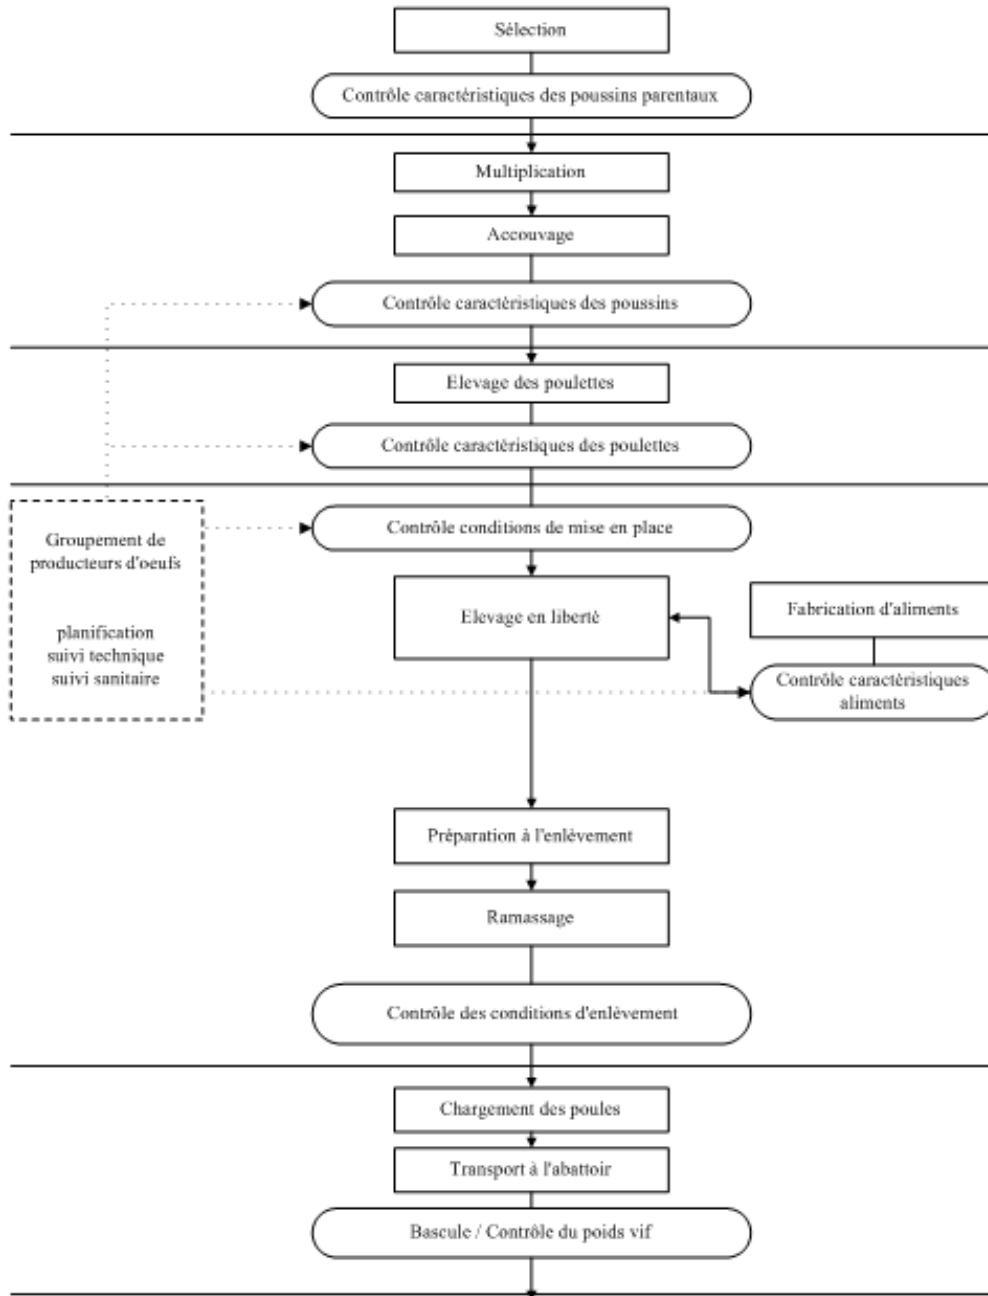 Sélection
Contrôle caractéristiques des poussins parentaux
Multiplication
Accouvage
Contrôle caractéristiques des poussins
Elevage des poulettes
Contrôle caractéristiques des poulettes
Groupement de
producteurs d'oeufs
planification
suivi technique
suivi sanitaire
Contrôle conditions de mise en place
Elevage en liberté
Fabrication d'aliments
Contrôle caractéristiques
aliments
Préparation à l'enlèvement
Ramassage
Contrôle des conditions d'enlèvement
Chargement des poules
Transport à l'abattoir
Bascule / Contrôle du poids vif